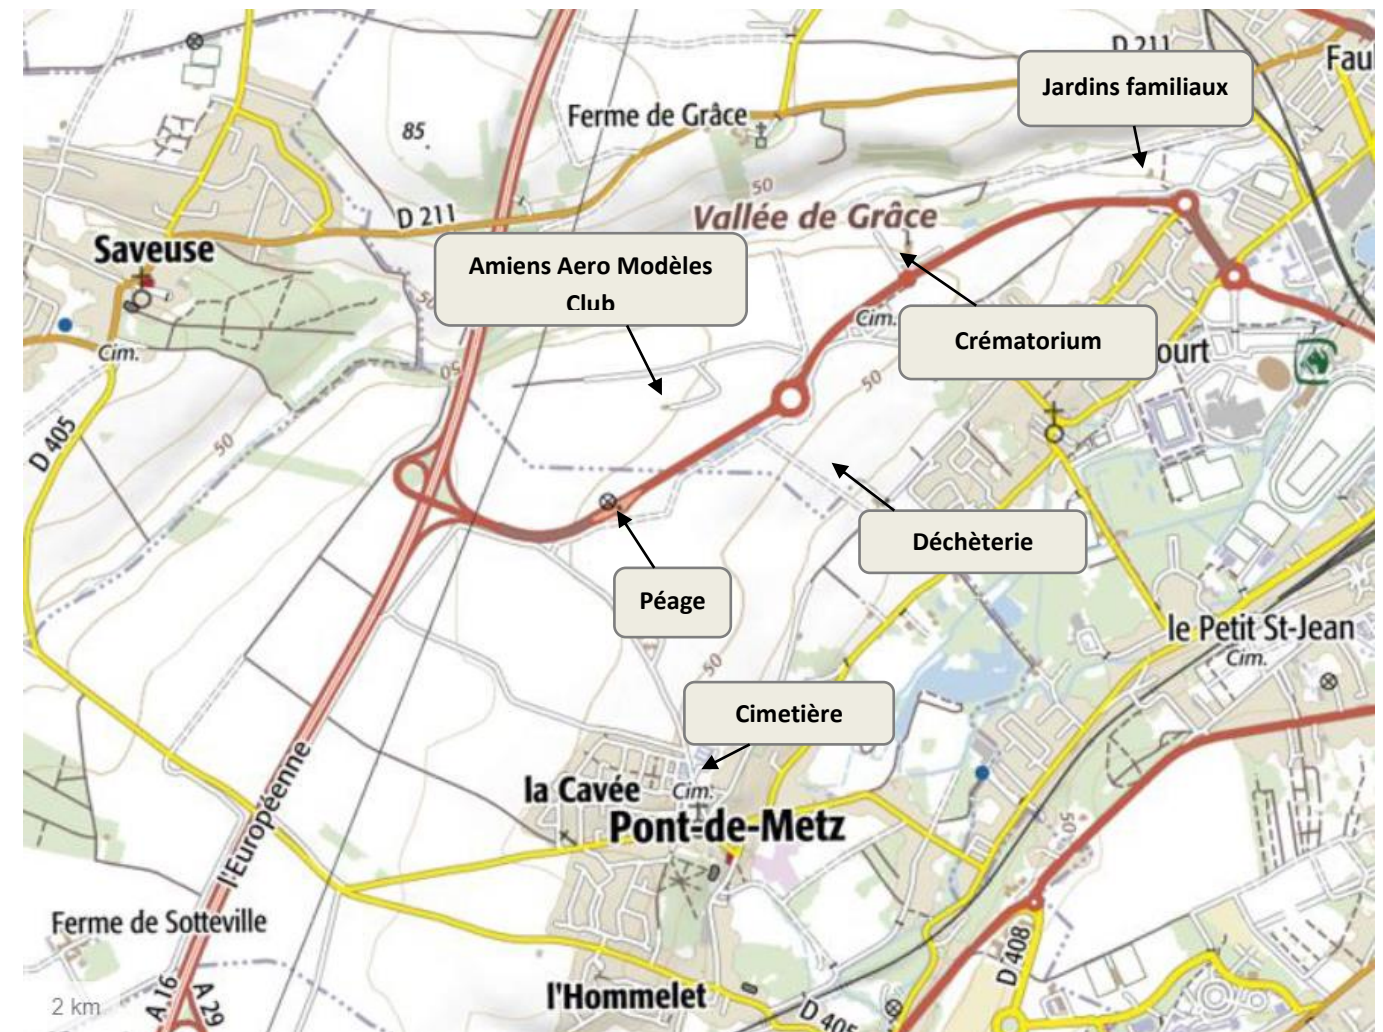 D 211
Faul
Jardins familiaux
Ferme de Grâce
85
50
D 211
Vallée de Grâce
Saveuse
Amiens Aero Modèles
Club
50
Cim.
Crématorium
ourt
Cim.
50
50
D 405
50
Déchèterie
Péage
le Petit St-Jean
Cim.
50
Cimetière
l'Européenne
la Cavée
Cim.
Pont-de-Metz
50
Ferme de Sotteville
D 408
l'Hommelet
2 km
A 16
A 29
D 405